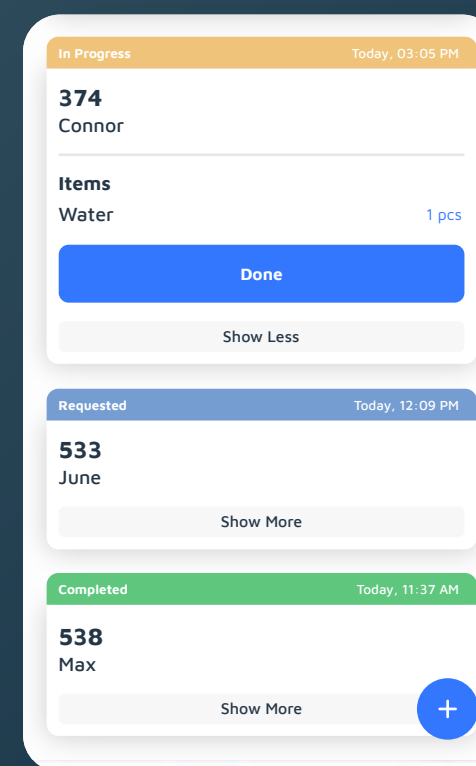 In Progress Today, 03:05 PM
374
Connor
Items
Water 1 pcs
Done
Show Less
Requested Today, 12:09 PM
533
June
Show More
Completed Today, 11:37 AM
538
Max
Show More
+